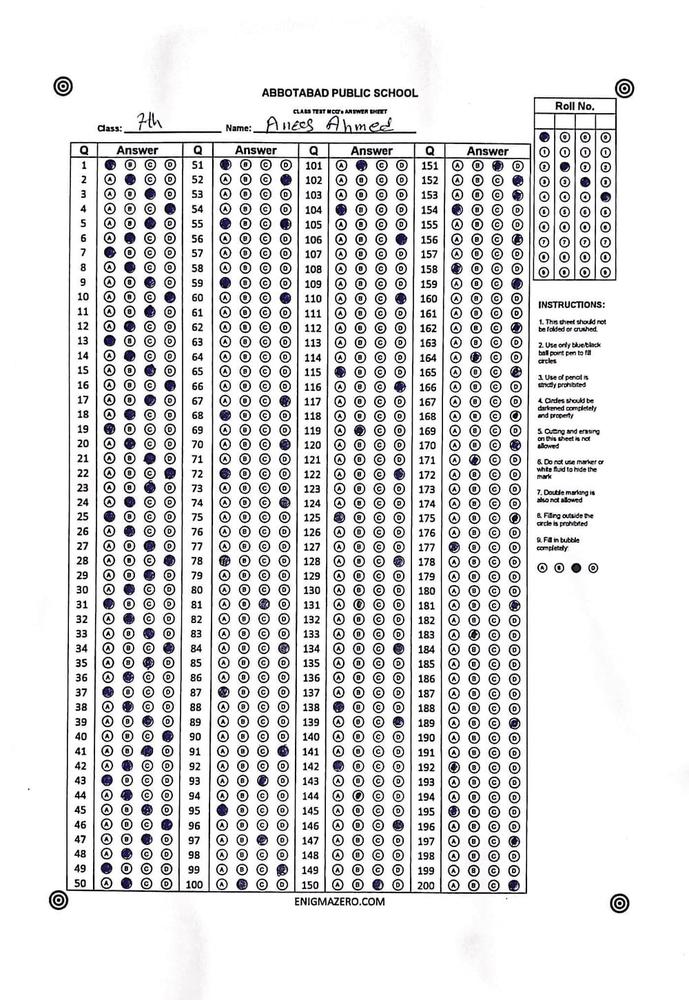 ABBOTABAD PUBLIC SCHOOL
CLASS TEST MCQ's ANSWER SHEET
Class: 7th Name: Anees Ahmed
Q Answer Q Answer Q Answer Q Answer
1 B C D 51 B C D 101 A C D 151 A B D
2 A C D 52 A B C 102 A B C D 152 A B C
3 A B D 53 A B C D 103 A B C D 153 A B C
4 A B C 54 A B C D 104 B C D 154 B C D
5 A B D 55 B C 105 A B C D 155 A B C D
6 A C D 56 A B C D 106 A B C 156 A B C
7 B C D 57 A B C D 107 A B C D 157 A B C D
8 A C D 58 A B C D 108 A B C D 158 B C D
9 A B D 59 B C D 109 A B C D 159 A B C
10 A B C 60 A B C 110 A B C 160 A B C D
11 A B D 61 A B C D 111 A B C D 161 A B C D
12 A C D 62 A B C D 112 A B C D 162 A B C
13 B C D 63 A B C D 113 A B C D 163 A B C D
14 A C D 64 A B C D 114 A B C D 164 A C D
15 A B D 65 A B C D 115 B C D 165 A B C
16 A B C 66 A B C D 116 A B C 166 A B C D
17 A B D 67 A B C 117 A B C D 167 A B C D
18 A C D 68 B C D 118 A B C D 168 A B C
19 B C D 69 A B C D 119 A C D 169 A B C D
20 A C D 70 A B C 120 A B C 170 A B C
21 A B D 71 A B C D 121 A B C D 171 A C D
22 A B C 72 B C D 122 A B C 172 A B C D
23 A B D 73 A B C D 123 A B C D 173 A B C D
24 A C D 74 A B C 124 A B C D 174 A B C D
25 B C D 75 A B C D 125 B C D 175 A B C
26 A C D 76 A B C D 126 A B C D 176 A B C D
27 A B D 77 A B C D 127 A B C D 177 B C D
28 A B C 78 B C D 128 A B C 178 A B C D
29 A B D 79 A B C D 129 A B C D 179 A B C D
30 A C D 80 A B C D 130 A B C D 180 A B C D
31 B C D 81 A B D 131 A C D 181 A B C
32 A C D 82 A B C D 132 A B C D 182 A B C D
33 A B D 83 A B C D 133 A B C D 183 A C D
34 A B C 84 A B C 134 A B C 184 A B C D
35 A B D 85 A B C D 135 A B C D 185 A B C D
36 A C D 86 A B C D 136 A B C D 186 A B C D
37 B C D 87 B C D 137 A B C D 187 A B C D
38 A C D 88 A B C D 138 B C D 188 A B C D
39 A B D 89 A B C D 139 A B C 189 A B C
40 A B C 90 A B C D 140 A B C D 190 A B C D
41 A B D 91 A B C 141 A B C D 191 A B C D
42 A C D 92 A B C D 142 B C D 192 B C D
43 B C D 93 A B D 143 A B C D 193 A B C D
44 A C D 94 A B C D 144 A C D 194 A B C D
45 A B D 95 B C D 145 A B C D 195 B C D
46 A B C 96 A B C D 146 A B C 196 A B C D
47 A B D 97 A B D 147 A B C D 197 A B C
48 A C D 98 A B C D 148 A B C D 198 A B C D
49 B C D 99 A B C 149 A B C D 199 A B C D
50 A C D 100 A C D 150 A B D 200 A B C
ENIGMAZERO.COM
Roll No.
0 0 0
1 1 1 1
2 2 2
3 3 3
4 4 4
5 5 5 5
6 6 6 6
7 7 7 7
8 8 8 8
9 9 9 9
INSTRUCTIONS:
1. This sheet should not
be folded or crushed.
2. Use only blue/black
ball point pen to fill
circles
3. Use of pencil is
strictly prohibited
4. Circles should be
darkened completely
and properly
5. Cutting and erasing
on this sheet is not
allowed
6. Do not use marker or
white fluid to hide the
mark
7. Double marking is
also not allowed
8. Filling outside the
circle is prohibited
9. Fill in bubble
completely:
A B D